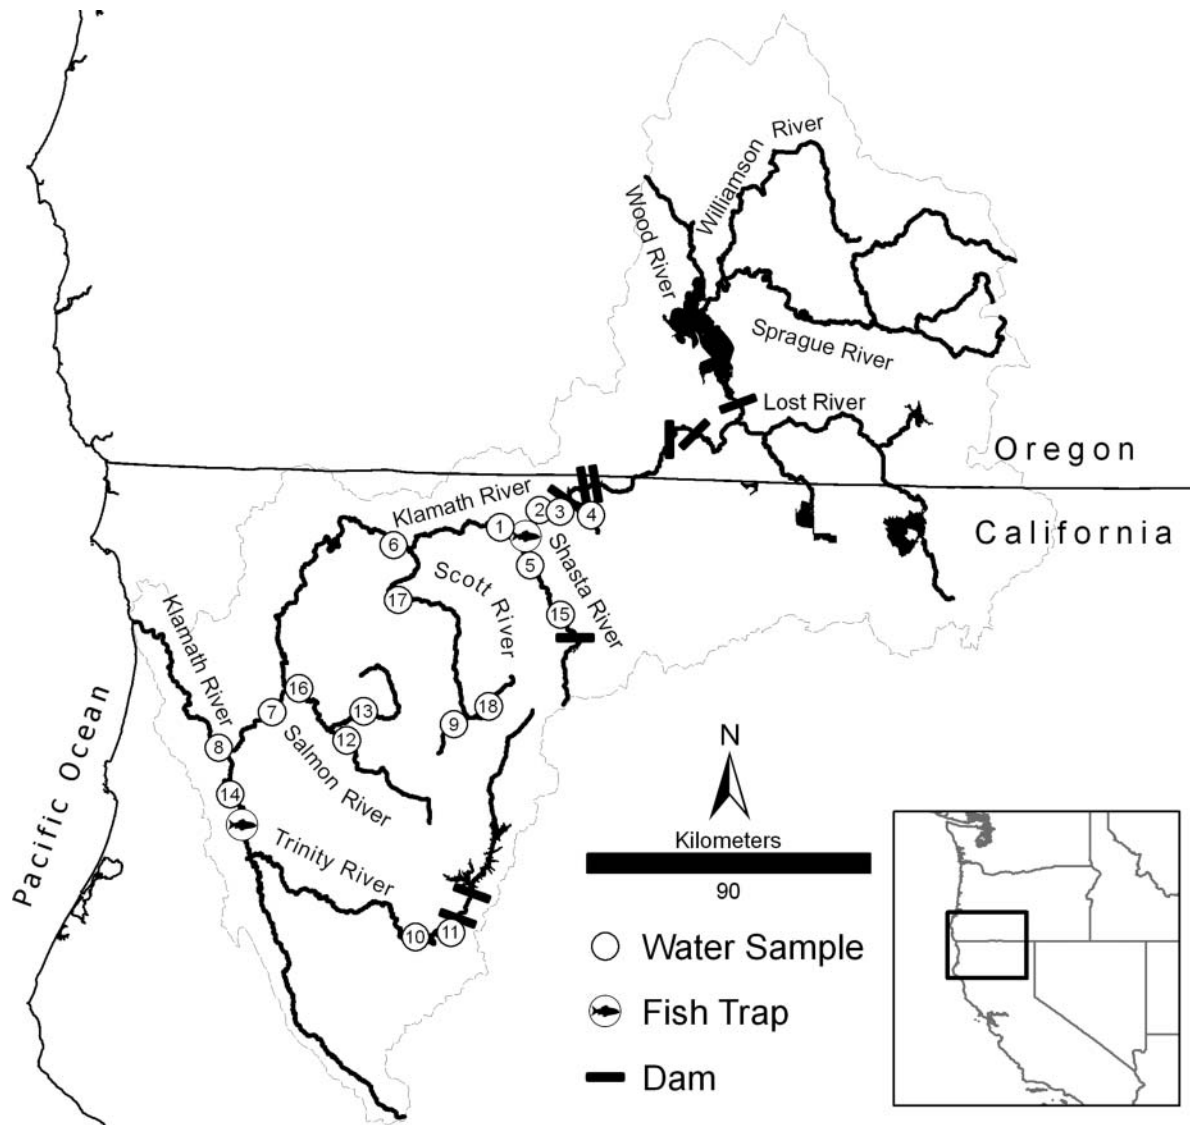 River
Williamson
Wood River
Sprague River
Lost River
Oregon
California
Klamath River
1
2
3
4
5
6
Shasta River
Scott River
17
15
Klamath River
16
7
13
12
9
18
8
Salmon River
14
Trinity River
10
11
Pacific Ocean
N
Kilometers
90
Water Sample
Fish Trap
Dam